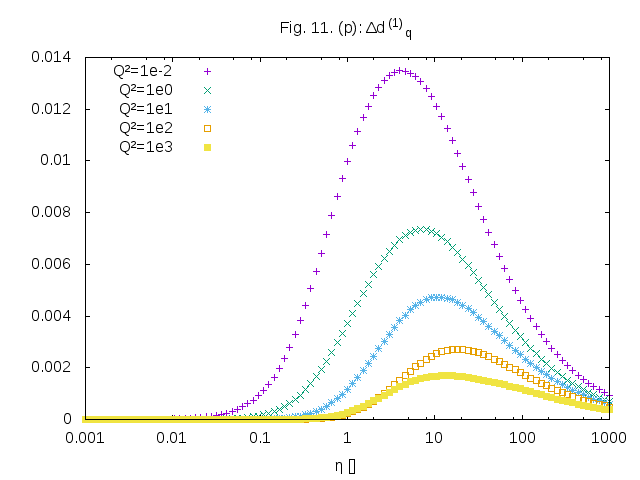 Fig. 11. (p): Δd⁽¹⁾q
0.014
0.012
0.01
0.008
0.006
0.004
0.002
0
Q²=1e-2
Q²=1e0
Q²=1e1
Q²=1e2
Q²=1e3
0.001 0.01 0.1 1 10 100 1000
η []